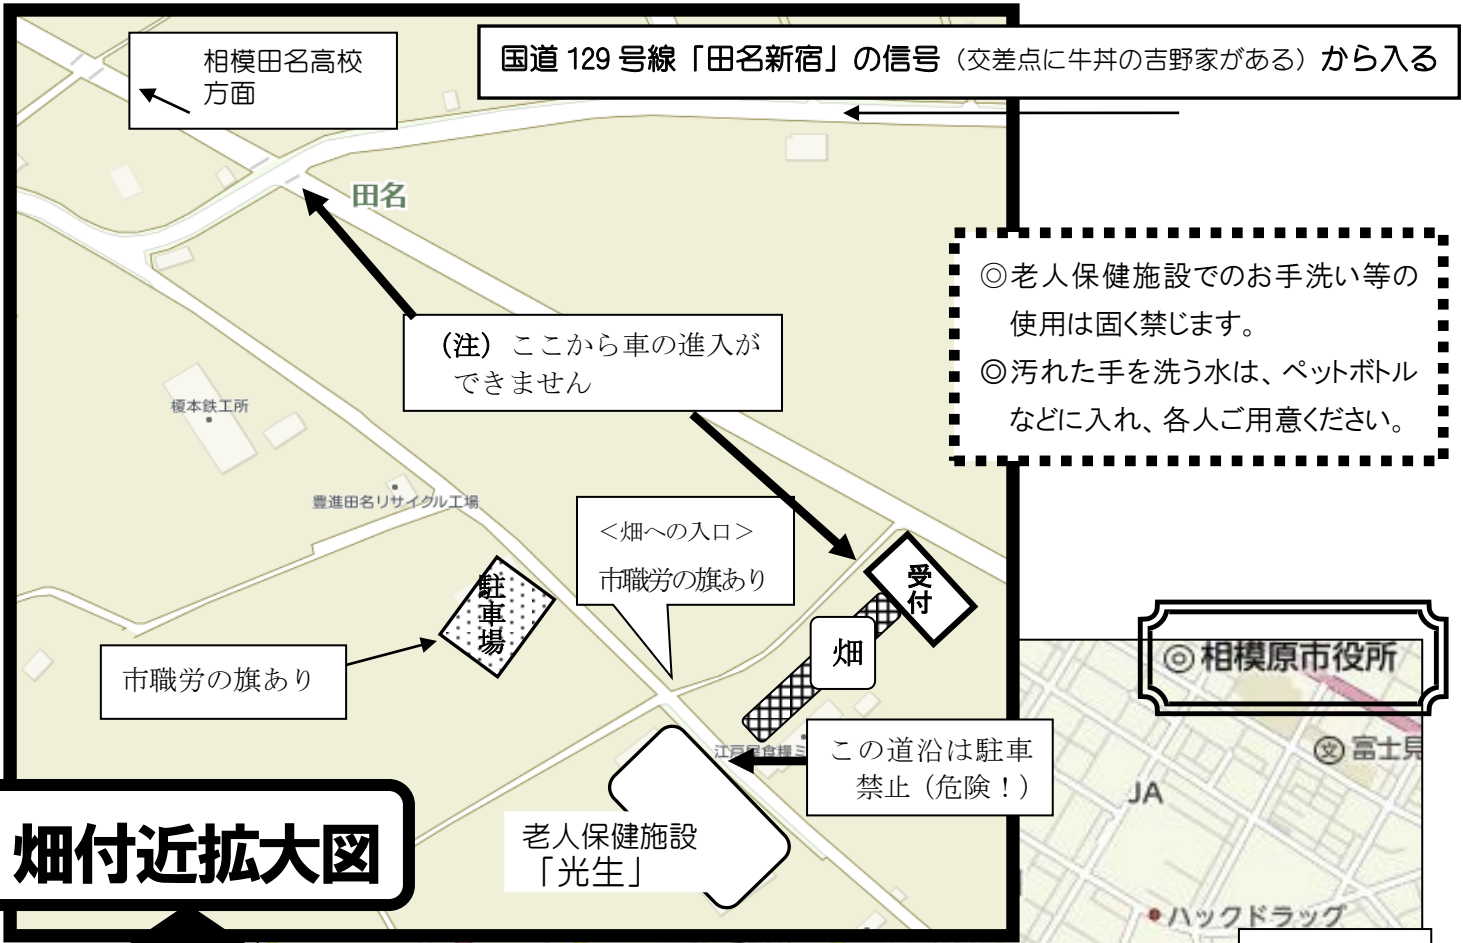 相模田名高校
方面
国道 129 号線「田名新宿」の信号（交差点に牛丼の吉野家がある）から入る
田名
◎老人保健施設でのお手洗い等の
使用は固く禁じます。
◎汚れた手を洗う水は、ペットボトル
などに入れ、各人ご用意ください。
（注）ここから車の進入が
できません
榎本鉄工所
豊進田名リサイクル工場
＜畑への入口＞
市職労の旗あり
受付
駐車場
畑
市職労の旗あり
◎相模原市役所
江戸屋食糧ミ
この道沿は駐車
禁止（危険！）
文 富士見
JA
老人保健施設
「光生」
畑付近拡大図
ハックドラッグ